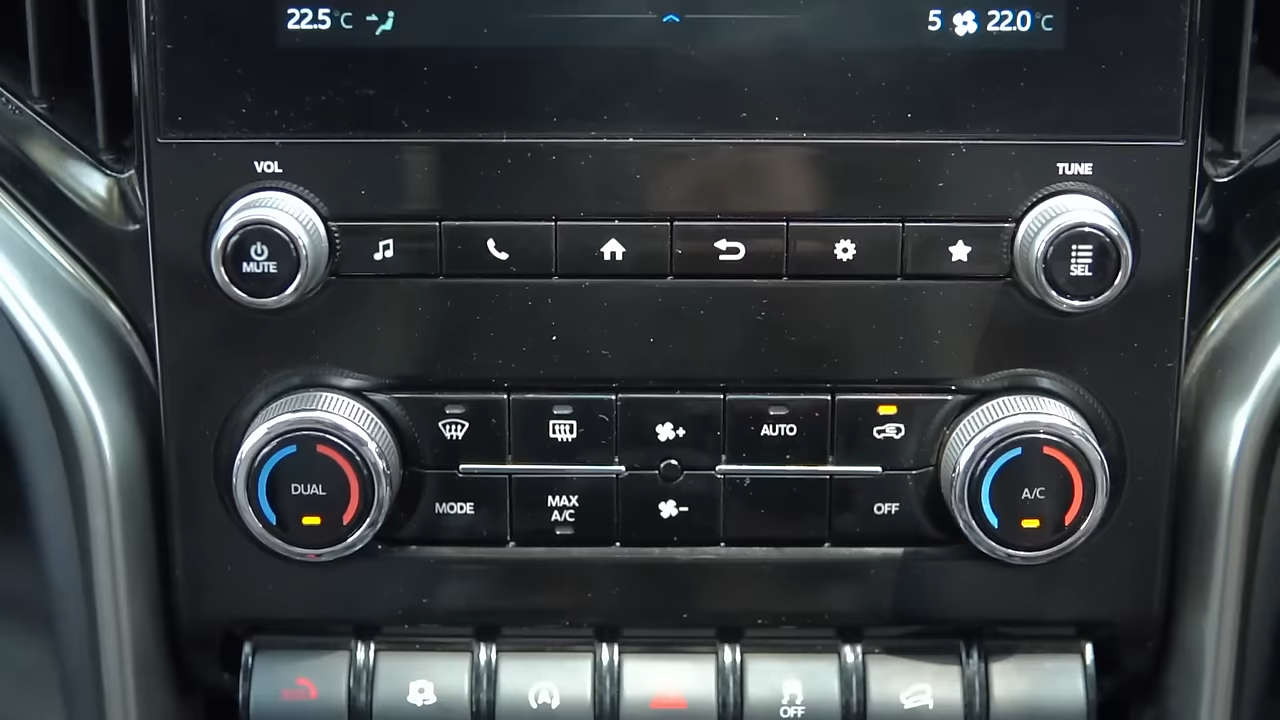 22.5°C
5 22.0°C
VOL
TUNE
MUTE
SEL
AUTO
DUAL
A/C
MODE
MAX
A/C
OFF
OFF